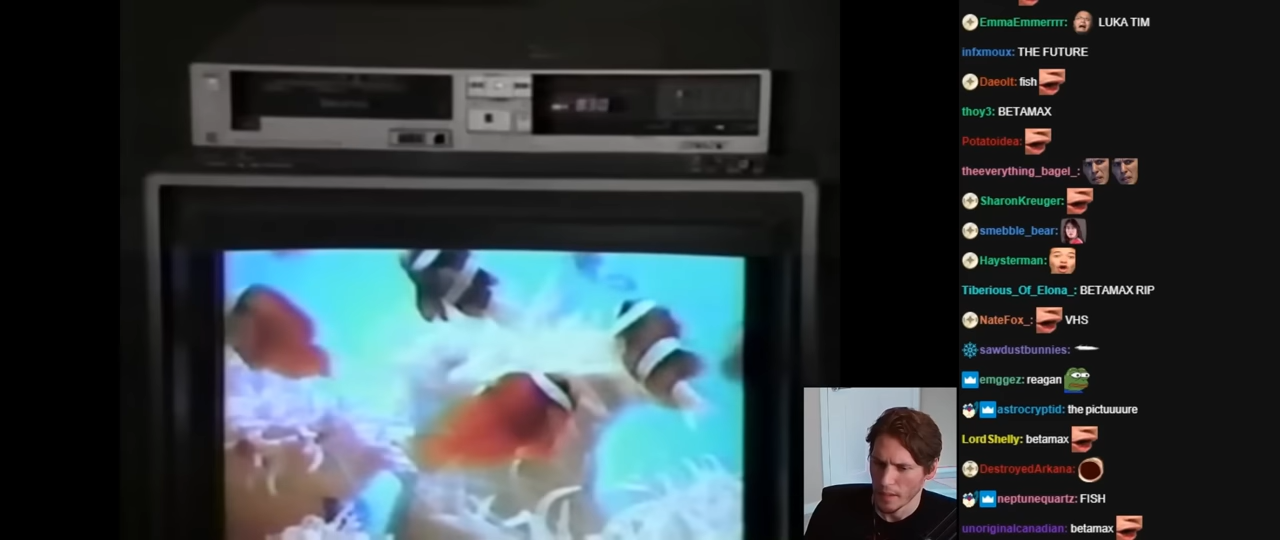 EmmaEmmerrrr: LUKA TIM
infxmoux: THE FUTURE
Daeolt: fish
thoy3: BETAMAX
Potatoidea:
theeverything_bagel_:
SharonKreuger:
smebble_bear:
Haysterman:
Tiberious_Of_Elona_: BETAMAX RIP
NateFox_: VHS
sawdustbunnies:
emggez: reagan
astrocryptid: the pictuuuure
LordShelly: betamax
DestroyedArkana:
neptunequartz: FISH
unoriginalcanadian: betamax